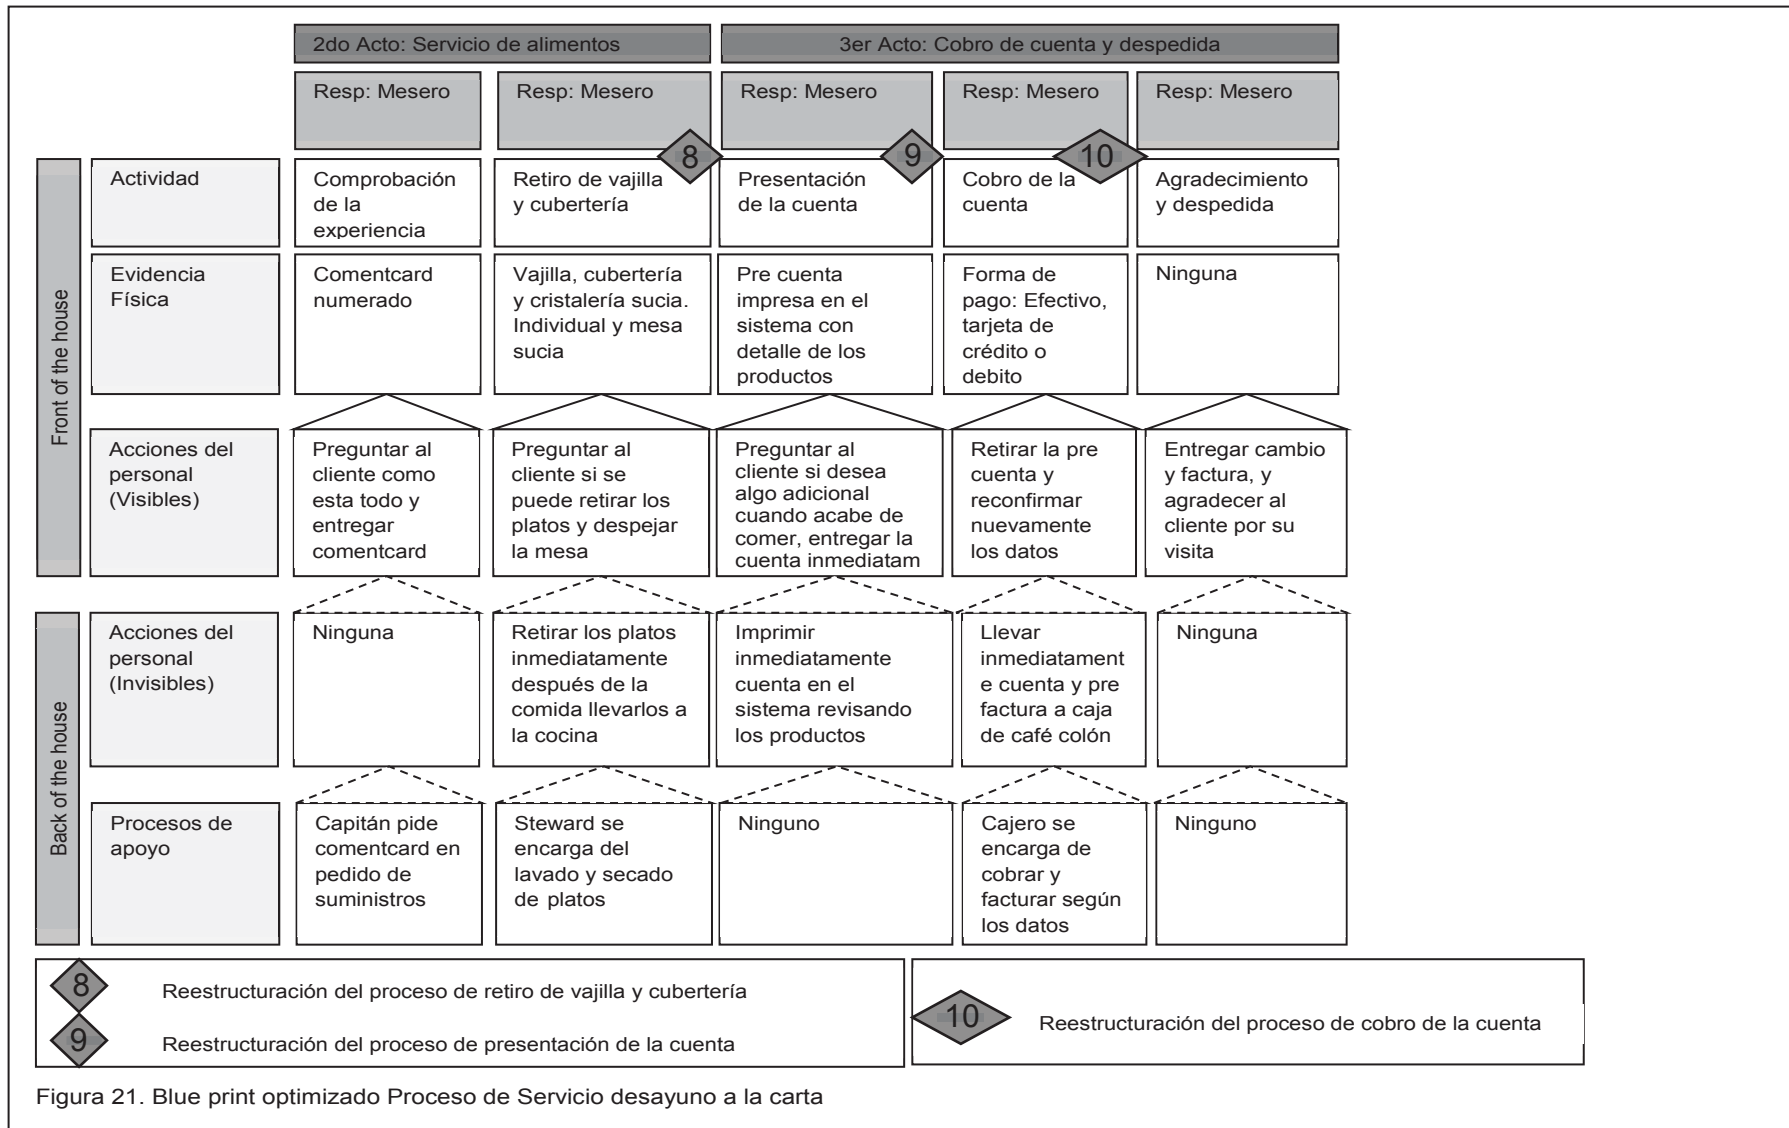 2do Acto: Servicio de alimentos
3er Acto: Cobro de cuenta y despedida
Resp: Mesero
Resp: Mesero
Resp: Mesero
Resp: Mesero
Resp: Mesero
8
9
10
Front of the house
Actividad
Comprobación
de la
experiencia
Retiro de vajilla
y cubertería
Presentación
de la cuenta
Cobro de la
cuenta
Agradecimiento
y despedida
Evidencia
Física
Comentcard
numerado
Vajilla, cubertería
y cristalería sucia.
Individual y mesa
sucia
Pre cuenta
impresa en el
sistema con
detalle de los
productos
Forma de
pago: Efectivo,
tarjeta de
crédito o
debito
Ninguna
Acciones del
personal
(Visibles)
Preguntar al
cliente como
esta todo y
entregar
comentcard
Preguntar al
cliente si se
puede retirar los
platos y despejar
la mesa
Preguntar al
cliente si desea
algo adicional
cuando acabe de
comer, entregar la
cuenta inmediatam
Retirar la pre
cuenta y
reconfirmar
nuevamente
los datos
Entregar cambio
y factura, y
agradecer al
cliente por su
visita
Back of the house
Acciones del
personal
(Invisibles)
Ninguna
Retirar los platos
inmediatamente
después de la
comida llevarlos a
la cocina
Imprimir
inmediatamente
cuenta en el
sistema revisando
los productos
Llevar
inmediatament
e cuenta y pre
factura a caja
de café colón
Ninguna
Procesos de
apoyo
Capitán pide
comentcard en
pedido de
suministros
Steward se
encarga del
lavado y secado
de platos
Ninguno
Cajero se
encarga de
cobrar y
facturar según
los datos
Ninguno
8
Reestructuración del proceso de retiro de vajilla y cubertería
9
Reestructuración del proceso de presentación de la cuenta
10
Reestructuración del proceso de cobro de la cuenta
Figura 21. Blue print optimizado Proceso de Servicio desayuno a la carta